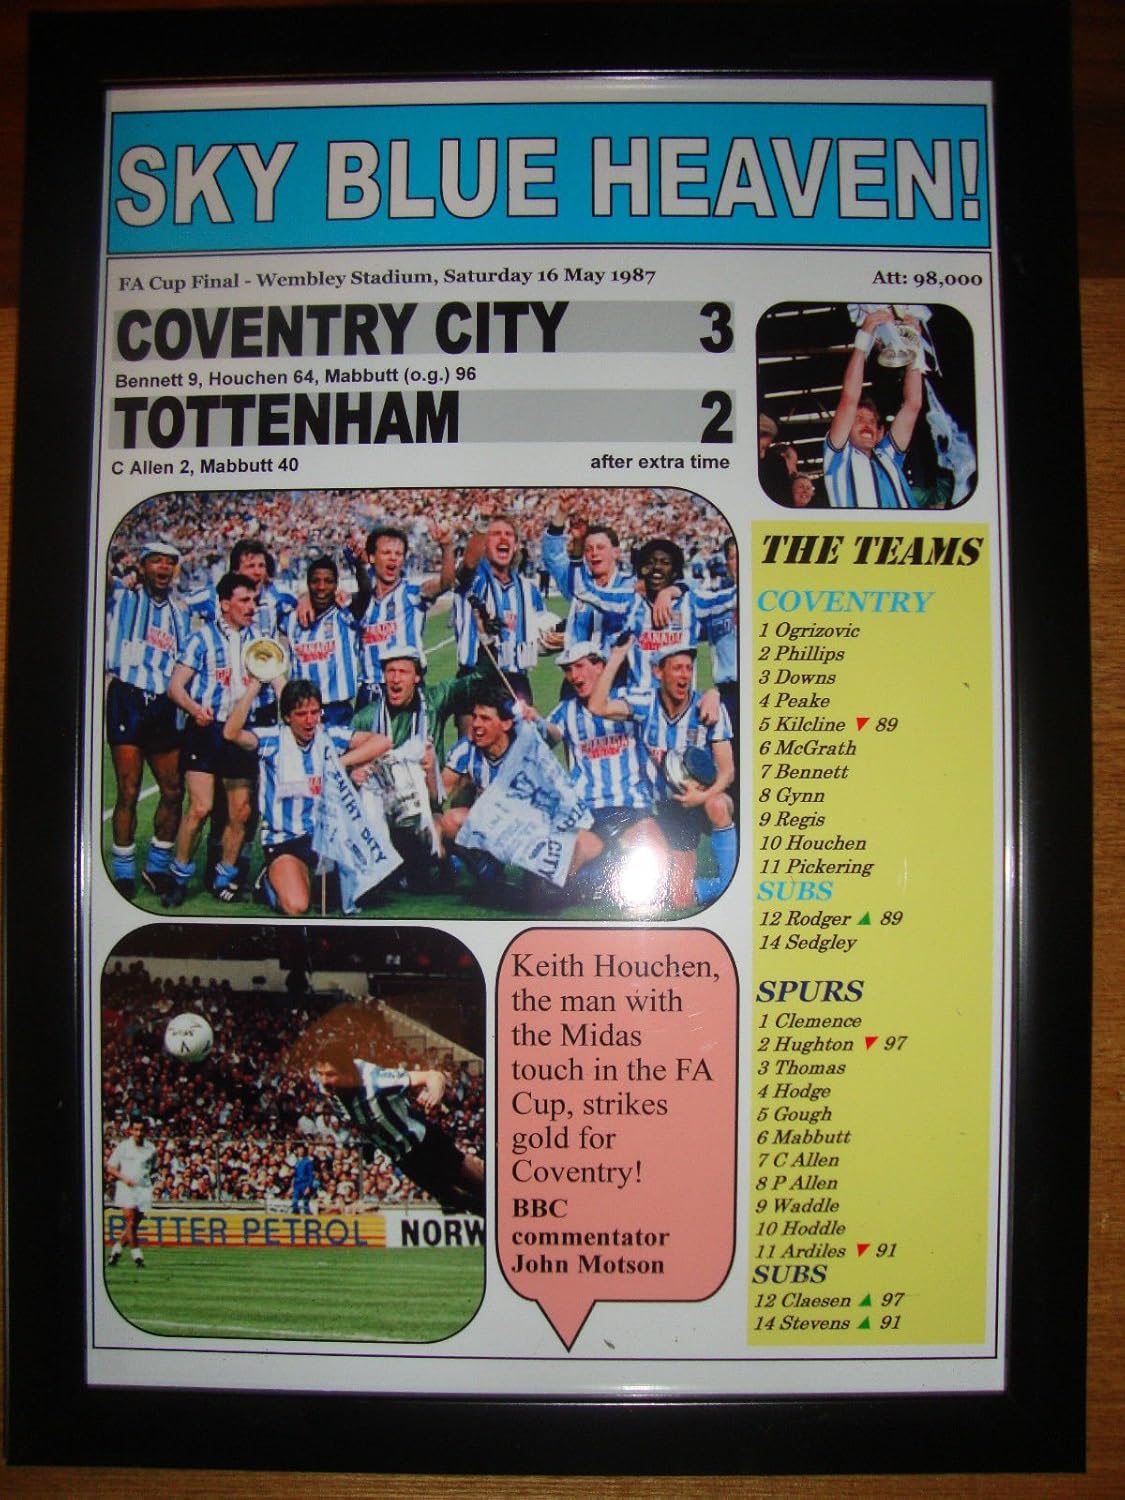 SKY BLUE HEAVEN!
FA Cup Final - Wembley Stadium, Saturday 16 May 1987
Att: 98,000
COVENTRY CITY 3
Bennett 9, Houchen 64, Mabbutt (o.g.) 96
TOTTENHAM 2
C Allen 2, Mabbutt 40
after extra time
THE TEAMS
COVENTRY
1 Ogrizovic
2 Phillips
3 Downs
4 Peake
5 Kilcline ▼ 89
6 McGrath
7 Bennett
8 Gynn
9 Regis
10 Houchen
11 Pickering
SUBS
12 Rodger ▲ 89
14 Sedgley
SPURS
1 Clemence
2 Hughton ▼ 97
3 Thomas
4 Hodge
5 Gough
6 Mabbutt
7 C Allen
8 P Allen
9 Waddle
10 Hoddle
11 Ardiles ▼ 91
SUBS
12 Claesen ▲ 97
14 Stevens ▲ 91
CITY
CITY
BETTER PETROL
NORW
Keith Houchen,
the man with
the Midas
touch in the FA
Cup, strikes
gold for
Coventry!
BBC
commentator
John Motson